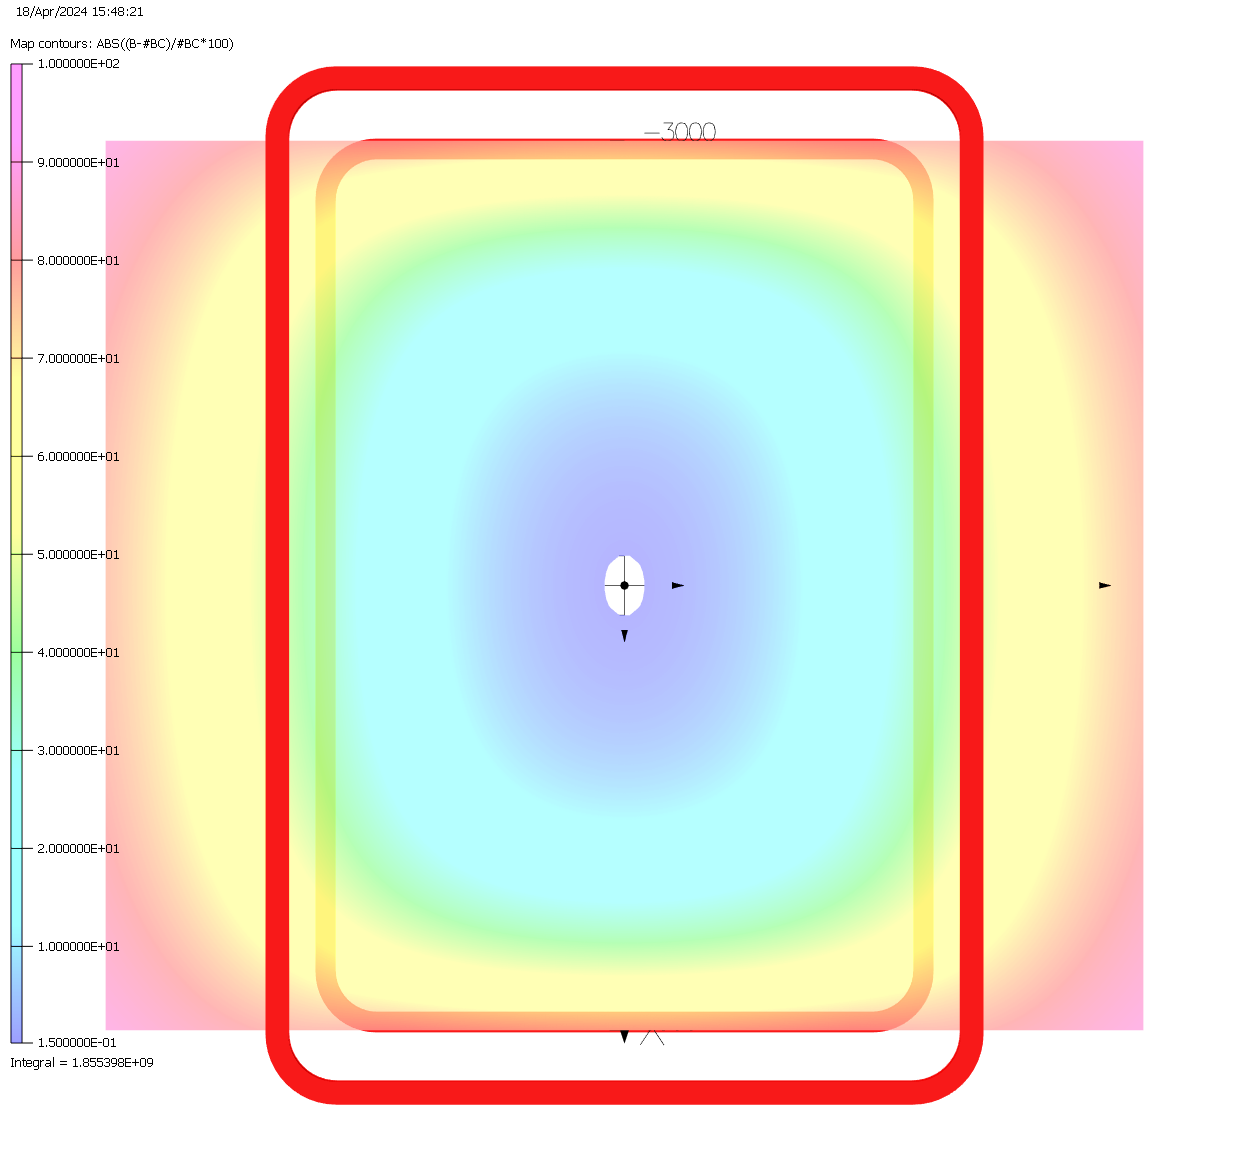 18/Apr/2024 15:48:21
Map contours: ABS((B-#BC)/#BC*100)
1.000000E+02
-3000
9.000000E+01
8.000000E+01
7.000000E+01
6.000000E+01
5.000000E+01
4.000000E+01
3.000000E+01
2.000000E+01
1.000000E+01
1.500000E-01
Integral = 1.855398E+09